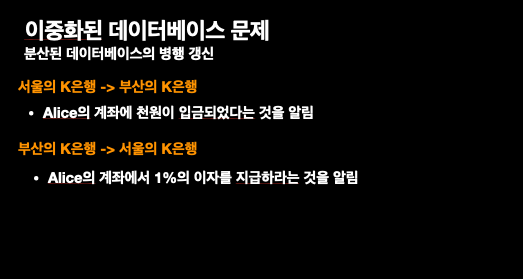 이중화된 데이터베이스 문제
분산된 데이터베이스의 병행 갱신
서울의 K은행 -> 부산의 K은행
• Alice의 계좌에 천원이 입금되었다는 것을 알림
부산의 K은행 -> 서울의 K은행
• Alice의 계좌에서 1%의 이자를 지급하라는 것을 알림